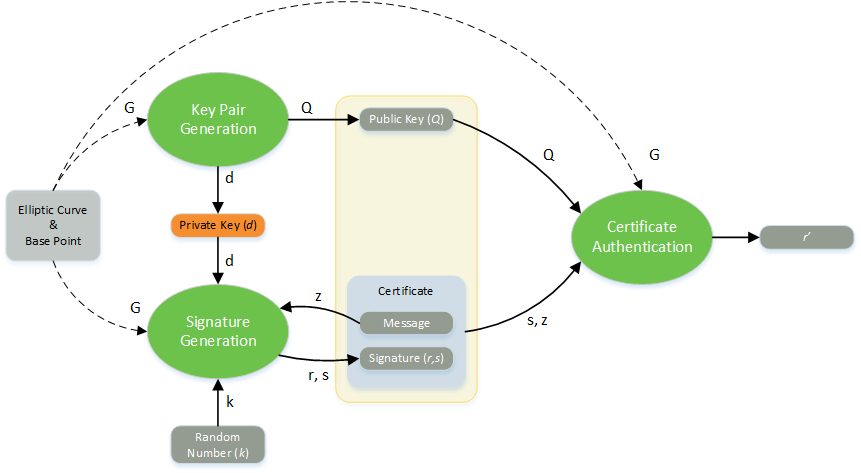 G
Key Pair
Generation
Q
Public Key (Q)
Q
G
d
Elliptic Curve
&
Base Point
Private Key (d)
Certificate
Authentication
r’
d
G
Signature
Generation
z
Certificate
Message
Signature (r,s)
s, z
r, s
k
Random
Number (k)